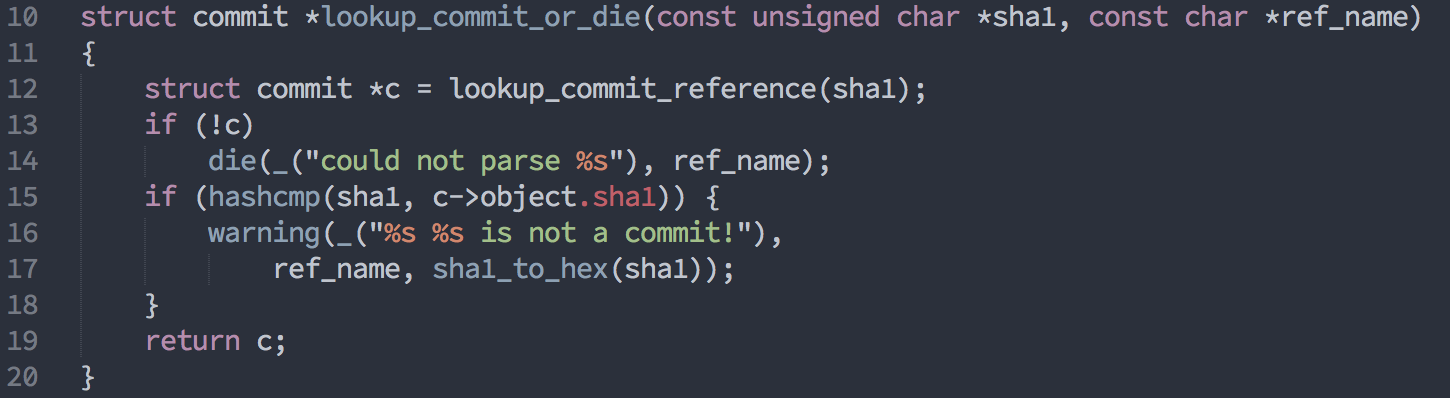 10 struct commit *lookup_commit_or_die(const unsigned char *sha1, const char *ref_name)
11 {
12     struct commit *c = lookup_commit_reference(sha1);
13     if (!c)
14         die(_("could not parse %s"), ref_name);
15     if (hashcmp(sha1, c->object.sha1)) {
16         warning(_("%s %s is not a commit!"),
17             ref_name, sha1_to_hex(sha1));
18     }
19     return c;
20 }